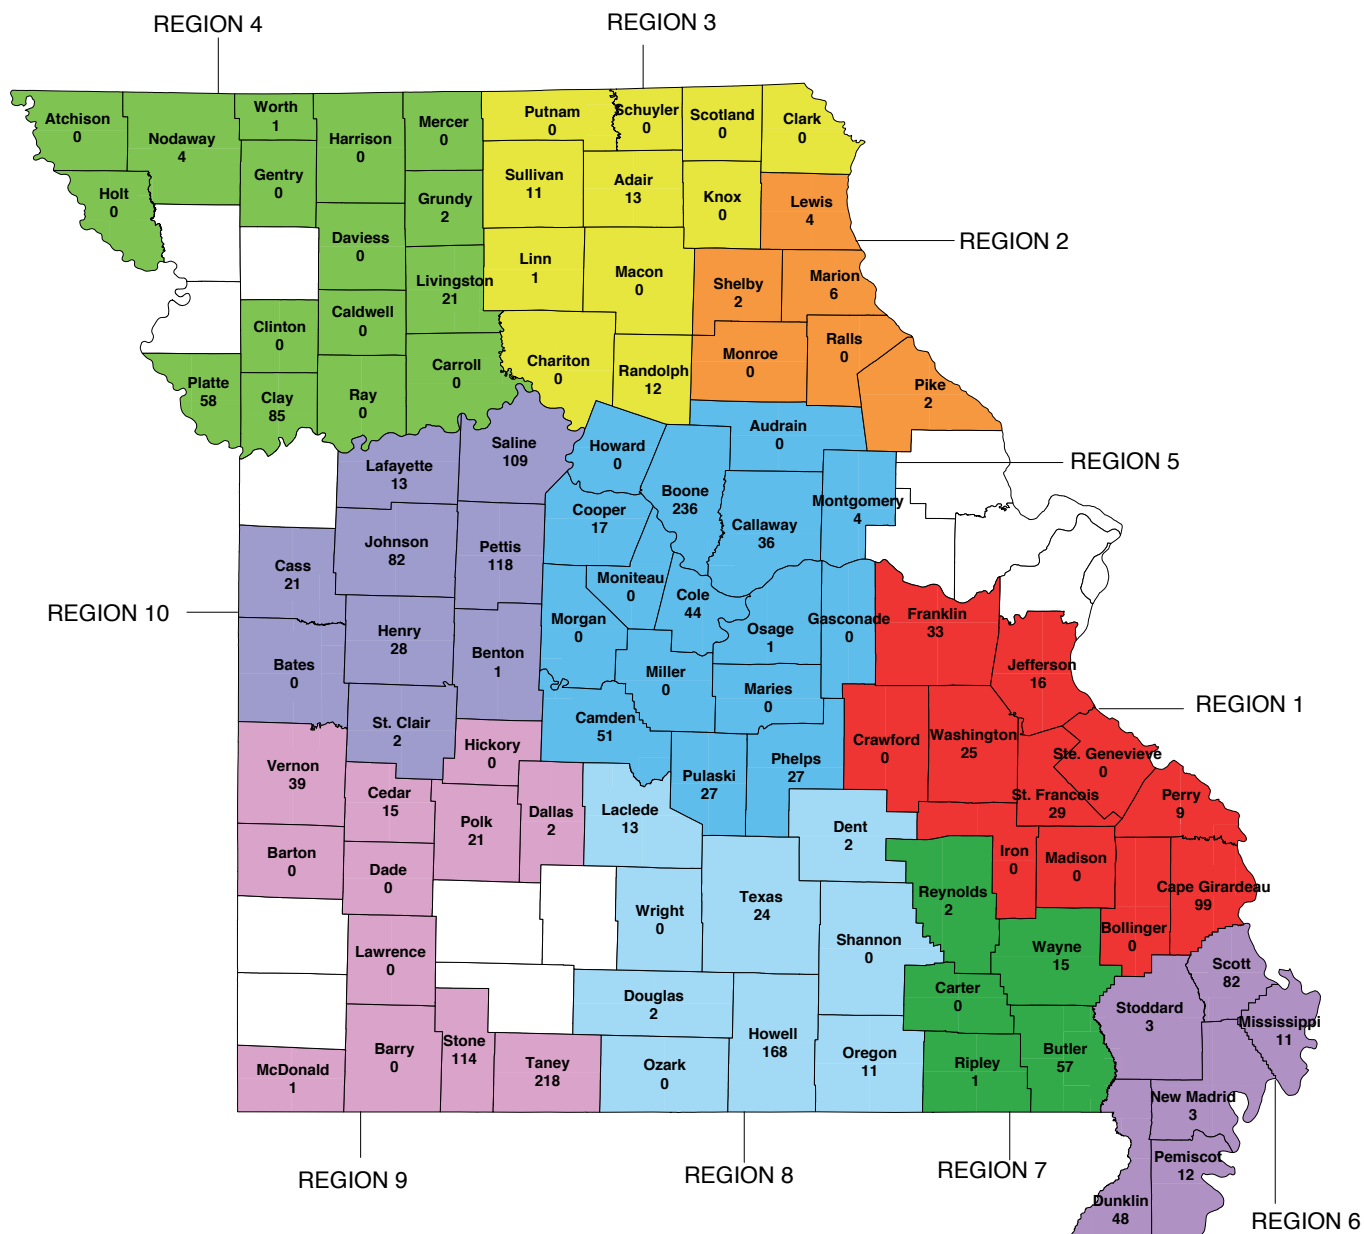 REGION 4
REGION 3
Atchison
0
Nodaway
4
Worth
1
Harrison
0
Mercer
0
Putnam
0
Schuyler
0
Scotland
0
Clark
0
Holt
0
Gentry
0
Grundy
2
Sullivan
11
Adair
13
Knox
0
Lewis
4
REGION 2
Daviess
0
Livingston
21
Linn
1
Macon
0
Shelby
2
Marion
6
Clinton
0
Caldwell
0
Carroll
0
Chariton
0
Randolph
12
Monroe
0
Ralls
0
Pike
2
Platte
58
Clay
85
Ray
0
Lafayette
13
Saline
109
Howard
0
Boone
236
Audrain
0
REGION 5
Cooper
17
Callaway
36
Montgomery
4
Cass
21
Johnson
82
Pettis
118
Moniteau
0
Cole
44
REGION 10
Morgan
0
Osage
1
Gasconade
0
Franklin
33
Bates
0
Henry
28
Benton
1
Miller
0
Maries
0
Jefferson
16
REGION 1
St. Clair
2
Camden
51
Crawford
0
Washington
25
Ste. Genevieve
0
Vernon
39
Hickory
0
Pulaski
27
Phelps
27
St. Francois
29
Perry
9
Cedar
15
Polk
21
Dallas
2
Laclede
13
Dent
2
Barton
0
Dade
0
Iron
0
Madison
0
Cape Girardeau
99
Wright
0
Texas
24
Reynolds
2
Shannon
0
Wayne
15
Bollinger
0
Lawrence
0
Scott
82
Douglas
2
Carter
0
Stoddard
3
Mississippi
11
McDonald
1
Barry
0
Stone
114
Taney
218
Ozark
0
Howell
168
Oregon
11
Ripley
1
Butler
57
New Madrid
3
Pemiscot
12
Dunklin
48
REGION 9
REGION 8
REGION 7
REGION 6